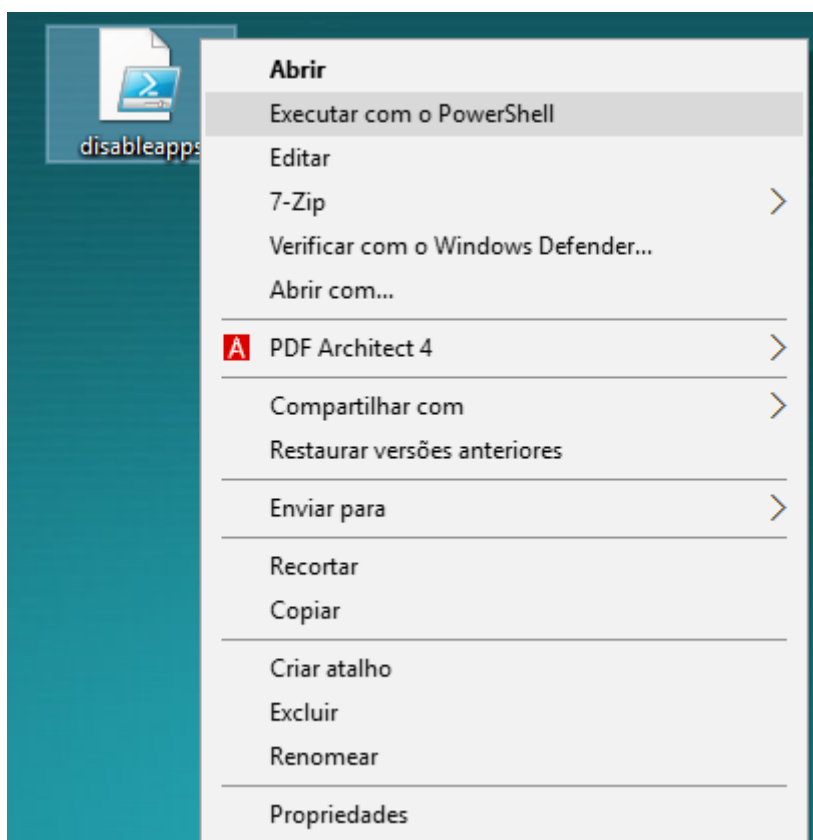 disableapps
Abrir
Executar com o PowerShell
Editar
7-Zip
Verificar com o Windows Defender...
Abrir com...
PDF Architect 4
Compartilhar com
Restaurar versões anteriores
Enviar para
Recortar
Copiar
Criar atalho
Excluir
Renomear
Propriedades